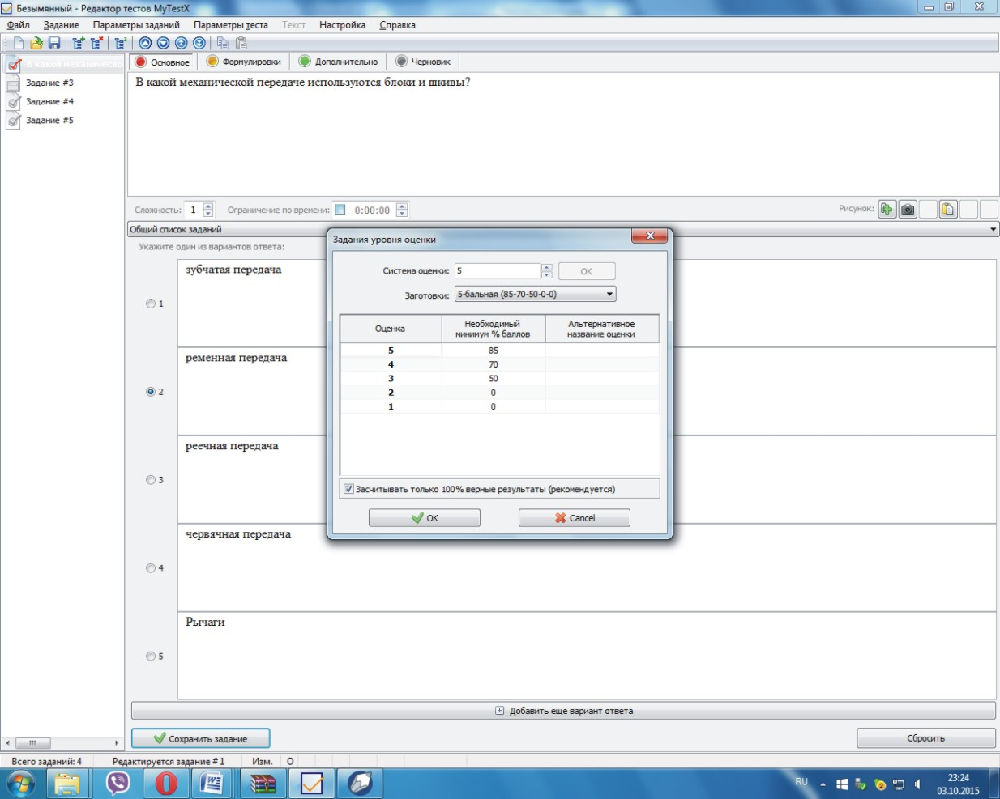 Безымянный - Редактор тестов MyTestX
Файл Задание Параметры заданий Параметры теста Текст Настройка Справка
В какой механическо
Задание #3
Задание #4
Задание #5
Основное Формулировки Дополнительно Черновик
В какой механической передаче используются блоки и шкивы?
Сложность: 1 Ограничение по времени: 0:00:00 Рисунок:
Общий список заданий
Укажите один из вариантов ответа:
1 зубчатая передача
2 ременная передача
3 реечная передача
4 червячная передача
5 Рычаги
Задания уровня оценки
Система оценки: 5 OK
Заготовки: 5-бальная (85-70-50-0-0)
Оценка Необходимый минимум % баллов Альтернативное название оценки
5 85
4 70
3 50
2 0
1 0
Засчитывать только 100% верные результаты (рекомендуется)
OK Cancel
Добавить еще вариант ответа
Сохранить задание Сбросить
Всего заданий: 4 Редактируется задание # 1 Изм. О
RU 23:24
03.10.2015